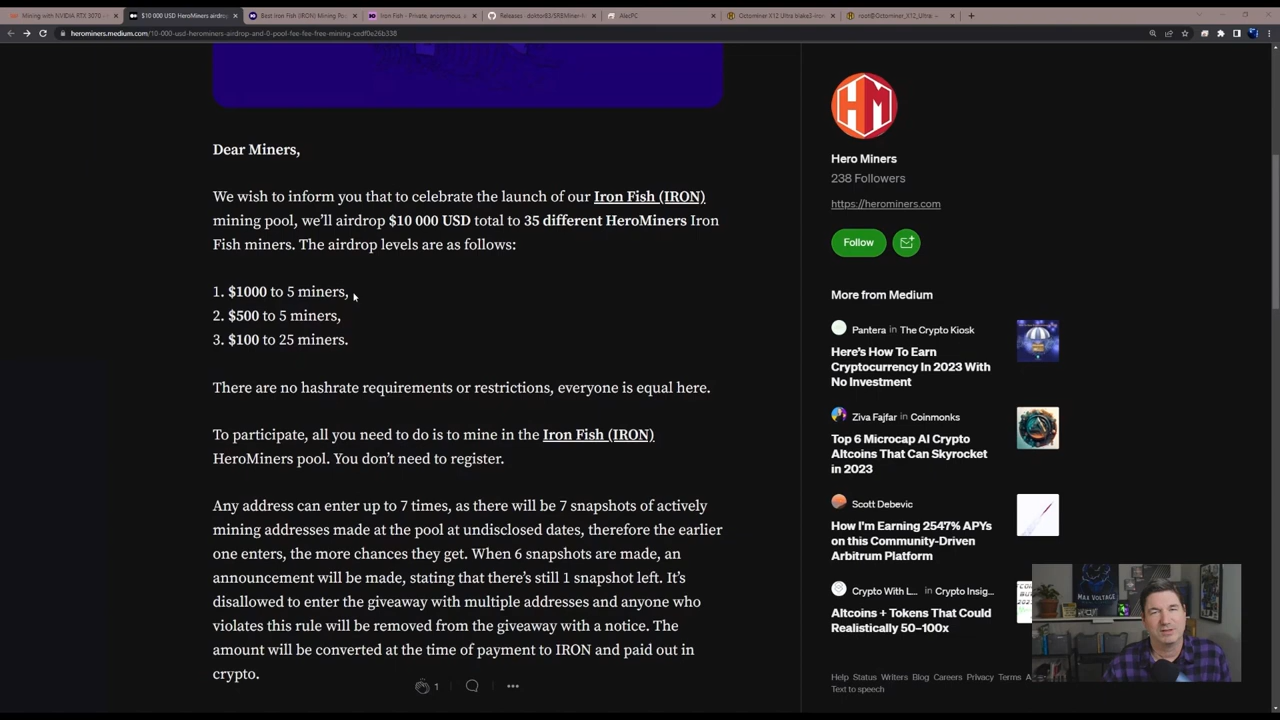 Mining with NVIDIA RTX 3070 -
$10 000 USD HeroMiners airdrop
Best Iron Fish (IRON) Mining Po
Iron Fish - Private, anonymous, a
Releases · doktor83/SRBMiner-M
AlecPC
Octominer X12 Ultra blake3-iron
root@Octominer_X12_Ultra
herominers.medium.com/10-000-usd-herominers-airdrop-and-0-pool-fee-fee-free-mining-cedf0e26b338
Dear Miners,
We wish to inform you that to celebrate the launch of our Iron Fish (IRON)
mining pool, we'll airdrop $10 000 USD total to 35 different HeroMiners Iron
Fish miners. The airdrop levels are as follows:
1. $1000 to 5 miners,
2. $500 to 5 miners,
3. $100 to 25 miners.
There are no hashrate requirements or restrictions, everyone is equal here.
To participate, all you need to do is to mine in the Iron Fish (IRON)
HeroMiners pool. You don't need to register.
Any address can enter up to 7 times, as there will be 7 snapshots of actively
mining addresses made at the pool at undisclosed dates, therefore the earlier
one enters, the more chances they get. When 6 snapshots are made, an
announcement will be made, stating that there's still 1 snapshot left. It's
disallowed to enter the giveaway with multiple addresses and anyone who
violates this rule will be removed from the giveaway with a notice. The
amount will be converted at the time of payment to IRON and paid out in
crypto.
1
HM
Hero Miners
238 Followers
https://herominers.com
Follow
More from Medium
Pantera in The Crypto Kiosk
Here's How To Earn
Cryptocurrency In 2023 With
No Investment
Ziva Fajfar in Coinmonks
Top 6 Microcap AI Crypto
Altcoins That Can Skyrocket
in 2023
Scott Debevic
How I'm Earning 2547% APYs
on this Community-Driven
Arbitrum Platform
Crypto With L... in Crypto Insig...
Altcoins + Tokens That Could
Realistically 50–100x
MAX VOLTAGE
Help Status Writers Blog Careers Privacy Terms
Text to speech